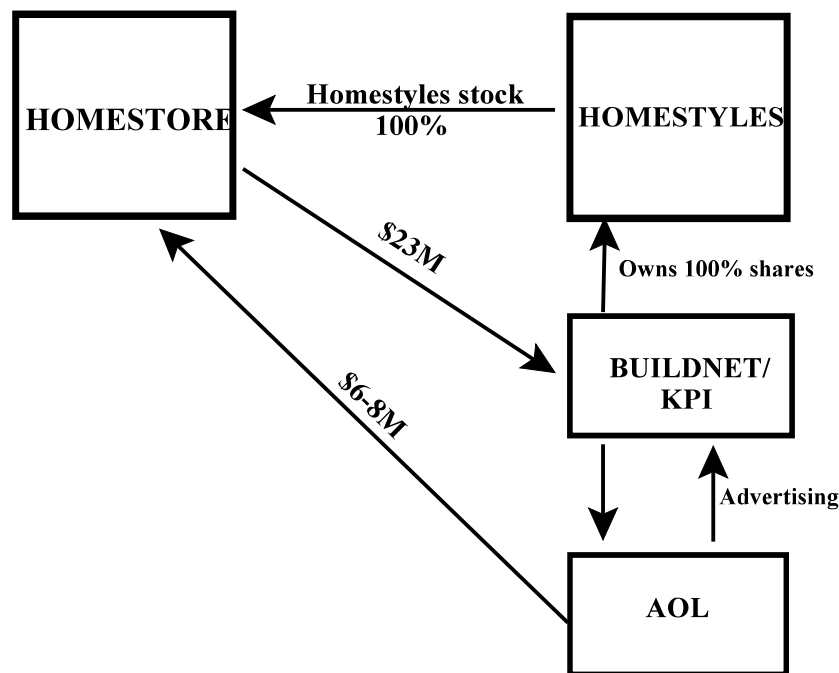 Homestyles stock
100%
HOMESTORE
HOMESTYLES
$23M
Owns 100% shares
BUILDNET/
KPI
$6-8M
Advertising
AOL